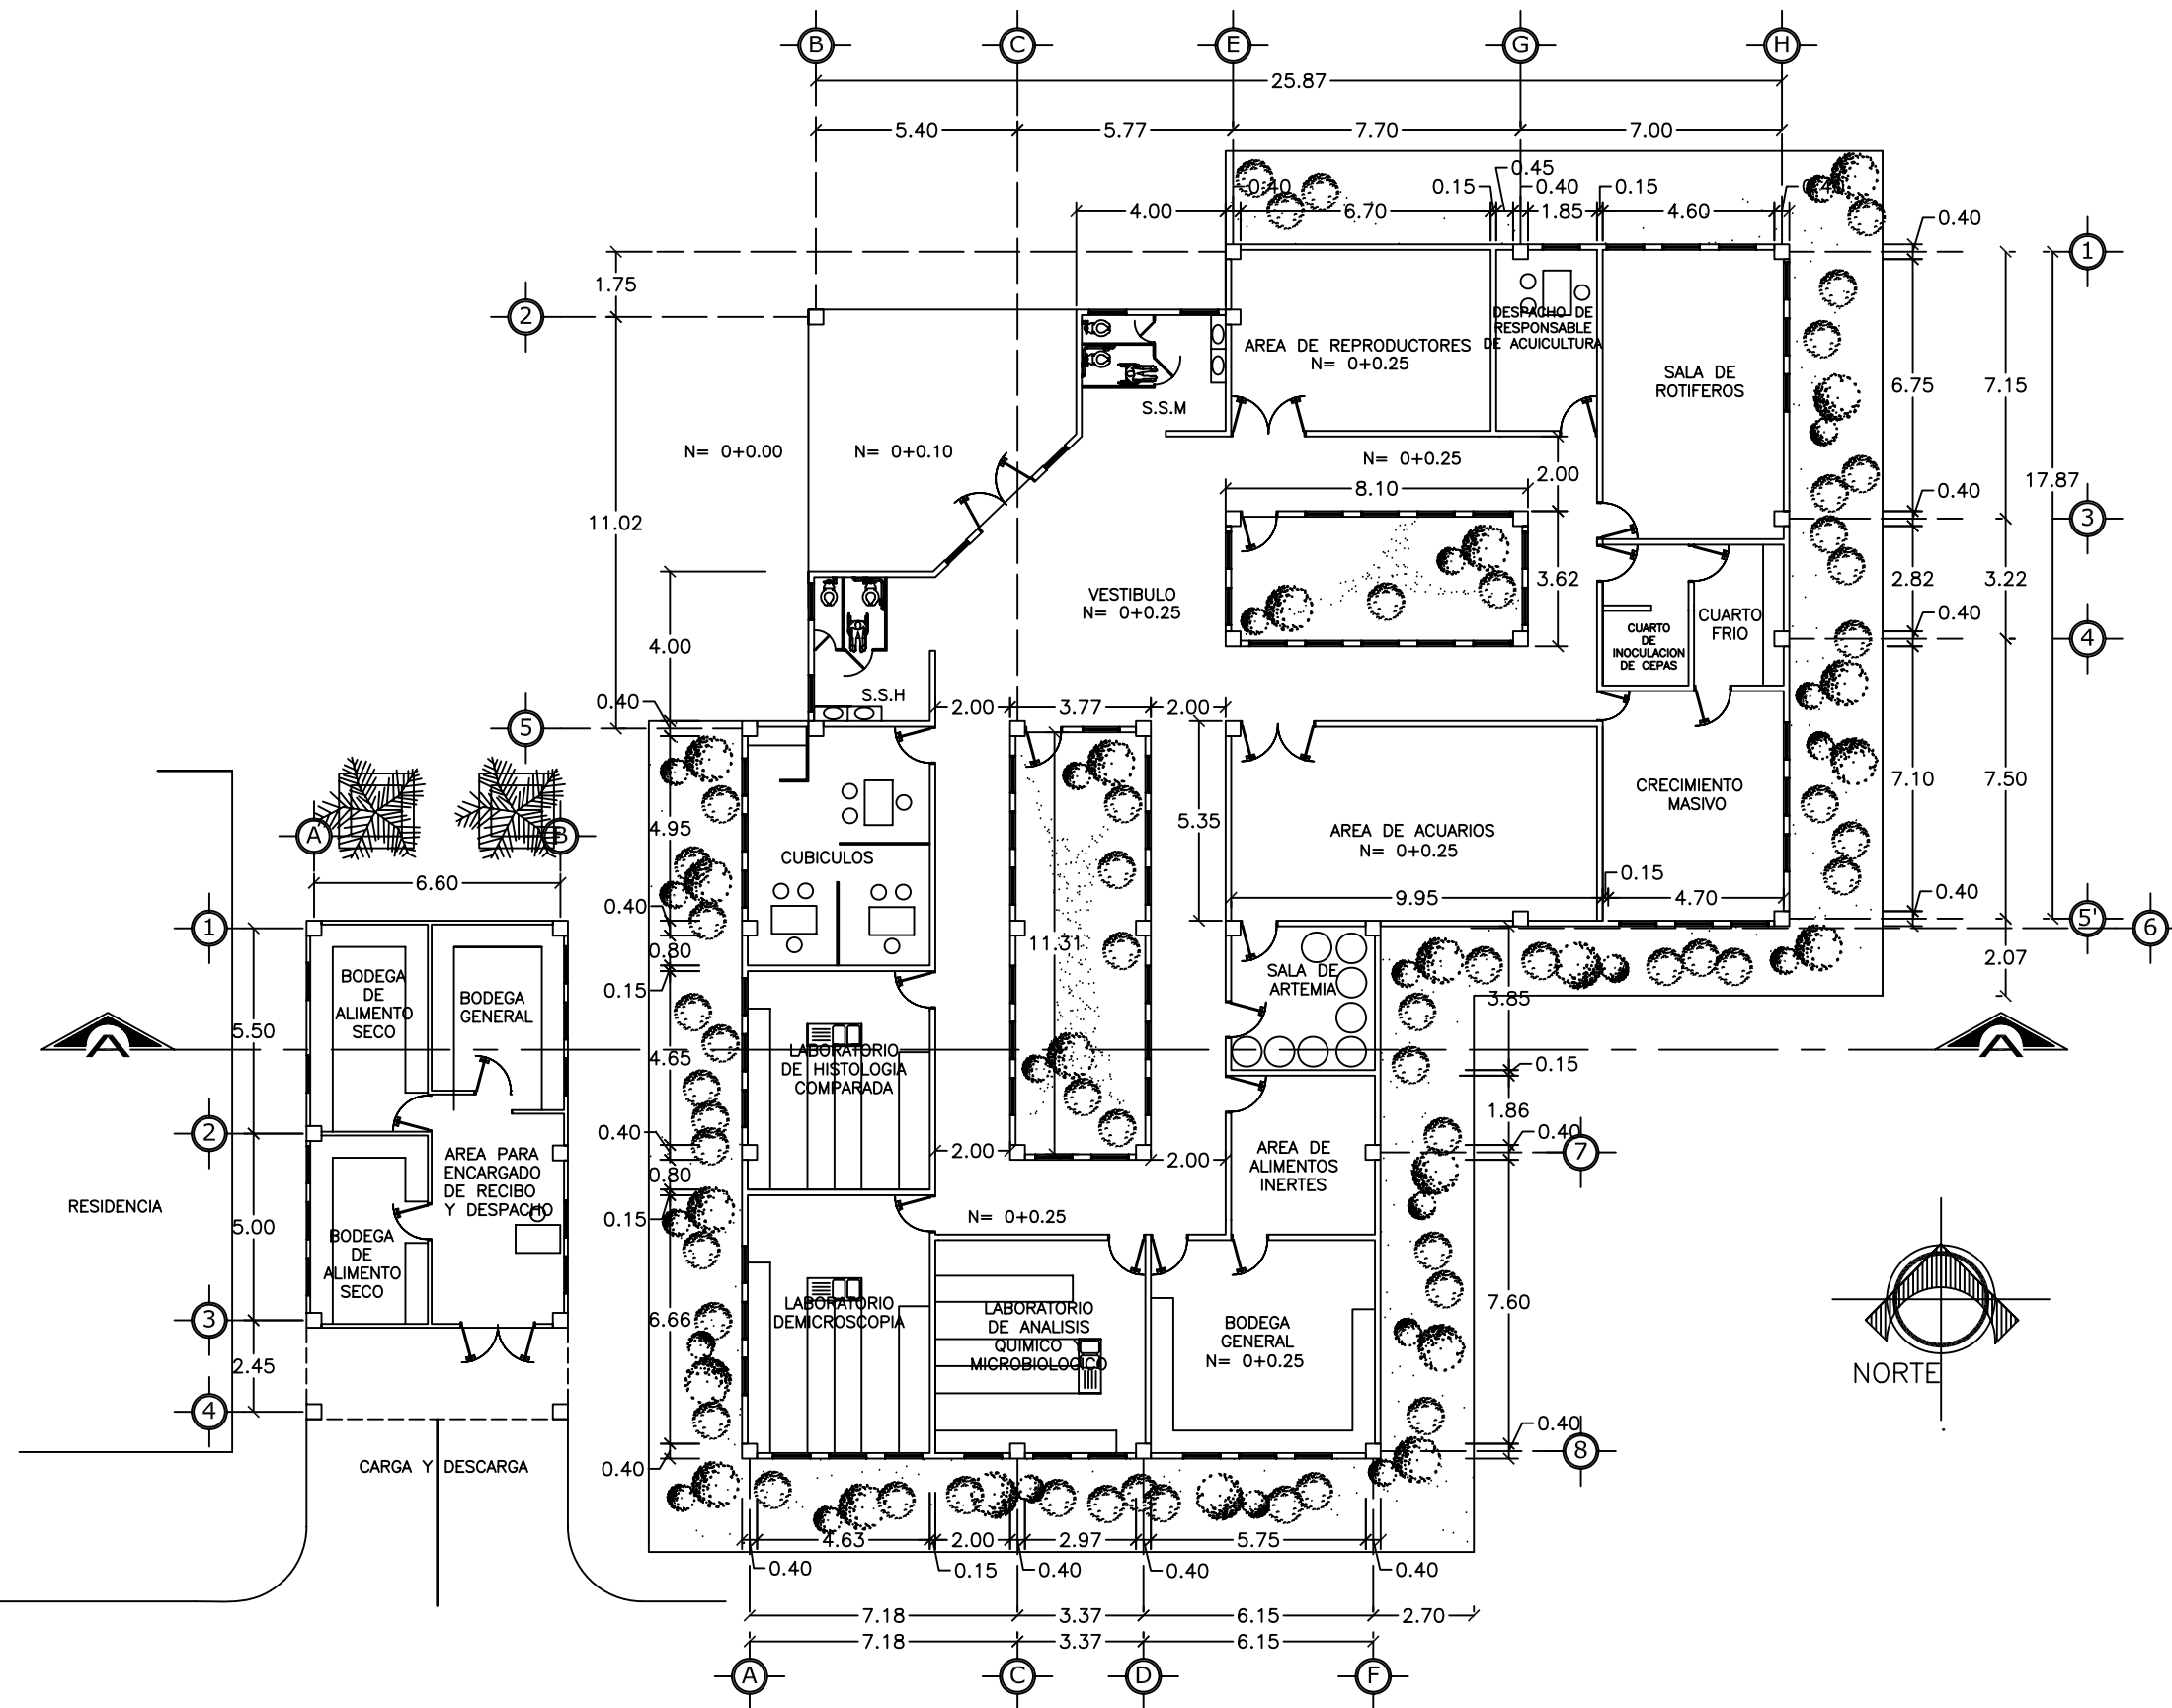 B
C
E
G
H
25.87
5.40
5.77
7.70
7.00
0.45
0.40
0.15
0.40
0.15
4.00
6.70
1.85
4.60
0.40
1
1.75
2
DESPACHO DE
RESPONSABLE
DE ACUICULTURA
AREA DE REPRODUCTORES
N= 0+0.25
SALA DE
ROTIFEROS
6.75
7.15
S.S.M
N= 0+0.00
N= 0+0.10
N= 0+0.25
2.00
8.10
0.40
17.87
11.02
3
3.62
2.82
3.22
VESTIBULO
N= 0+0.25
CUARTO
FRIO
CUARTO
DE
INOCULACION
DE CEPAS
0.40
4
4.00
S.S.H
0.40
2.00
3.77
2.00
5
7.10
7.50
CRECIMIENTO
MASIVO
5.35
4.95
A
B
AREA DE ACUARIOS
N= 0+0.25
CUBICULOS
6.60
0.15
9.95
4.70
0.40
0.40
5'
6
1
11.31
0.80
2.07
BODEGA
DE
ALIMENTO
SECO
BODEGA
GENERAL
SALA DE
ARTEMIA
0.15
3.85
5.50
4.65
LABORATORIO
DE HISTOLOGIA
COMPARADA
0.15
1.86
2
0.40
0.40
7
2.00
2.00
AREA PARA
ENCARGADO
DE RECIBO
Y DESPACHO
AREA DE
ALIMENTOS
INERTES
0.80
RESIDENCIA
0.15
N= 0+0.25
5.00
BODEGA
DE
ALIMENTO
SECO
3
6.66
LABORATORIO
DEMICROSCOPIA
LABORATORIO
DE ANALISIS
QUIMICO Y
MICROBIOLOGICO
BODEGA
GENERAL
N= 0+0.25
7.60
NORTE
2.45
4
0.40
8
CARGA Y DESCARGA
0.40
4.63
2.00
2.97
5.75
0.40
0.15
0.40
0.40
0.40
7.18
3.37
6.15
2.70
7.18
3.37
6.15
A
C
D
F